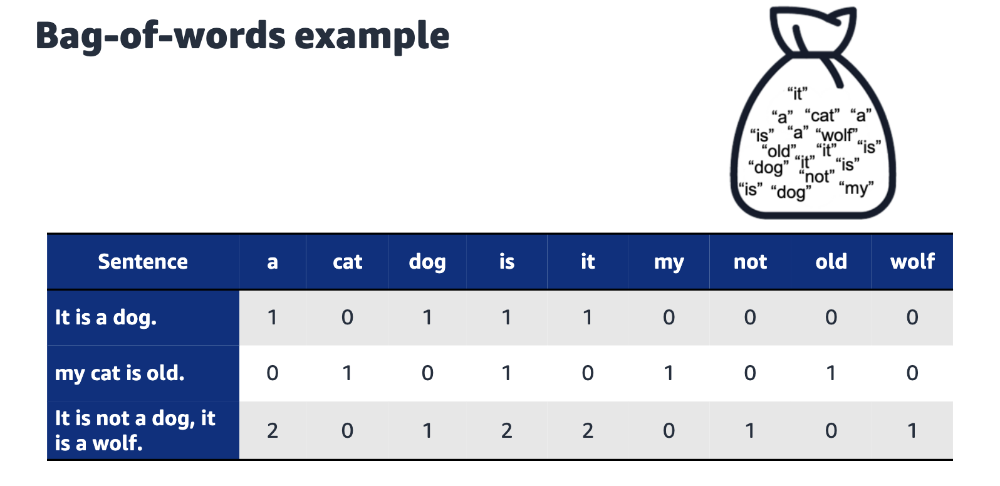 Bag-of-words example
“it”
“a” “cat” “a”
“is” “a” “wolf”
“old” “it” “is”
“dog” “it” “is”
“not”
“is” “dog” “my”
Sentence a cat dog is it my not old wolf
It is a dog. 1 0 1 1 1 0 0 0 0
my cat is old. 0 1 0 1 0 1 0 1 0
It is not a dog, it
is a wolf. 2 0 1 2 2 0 1 0 1